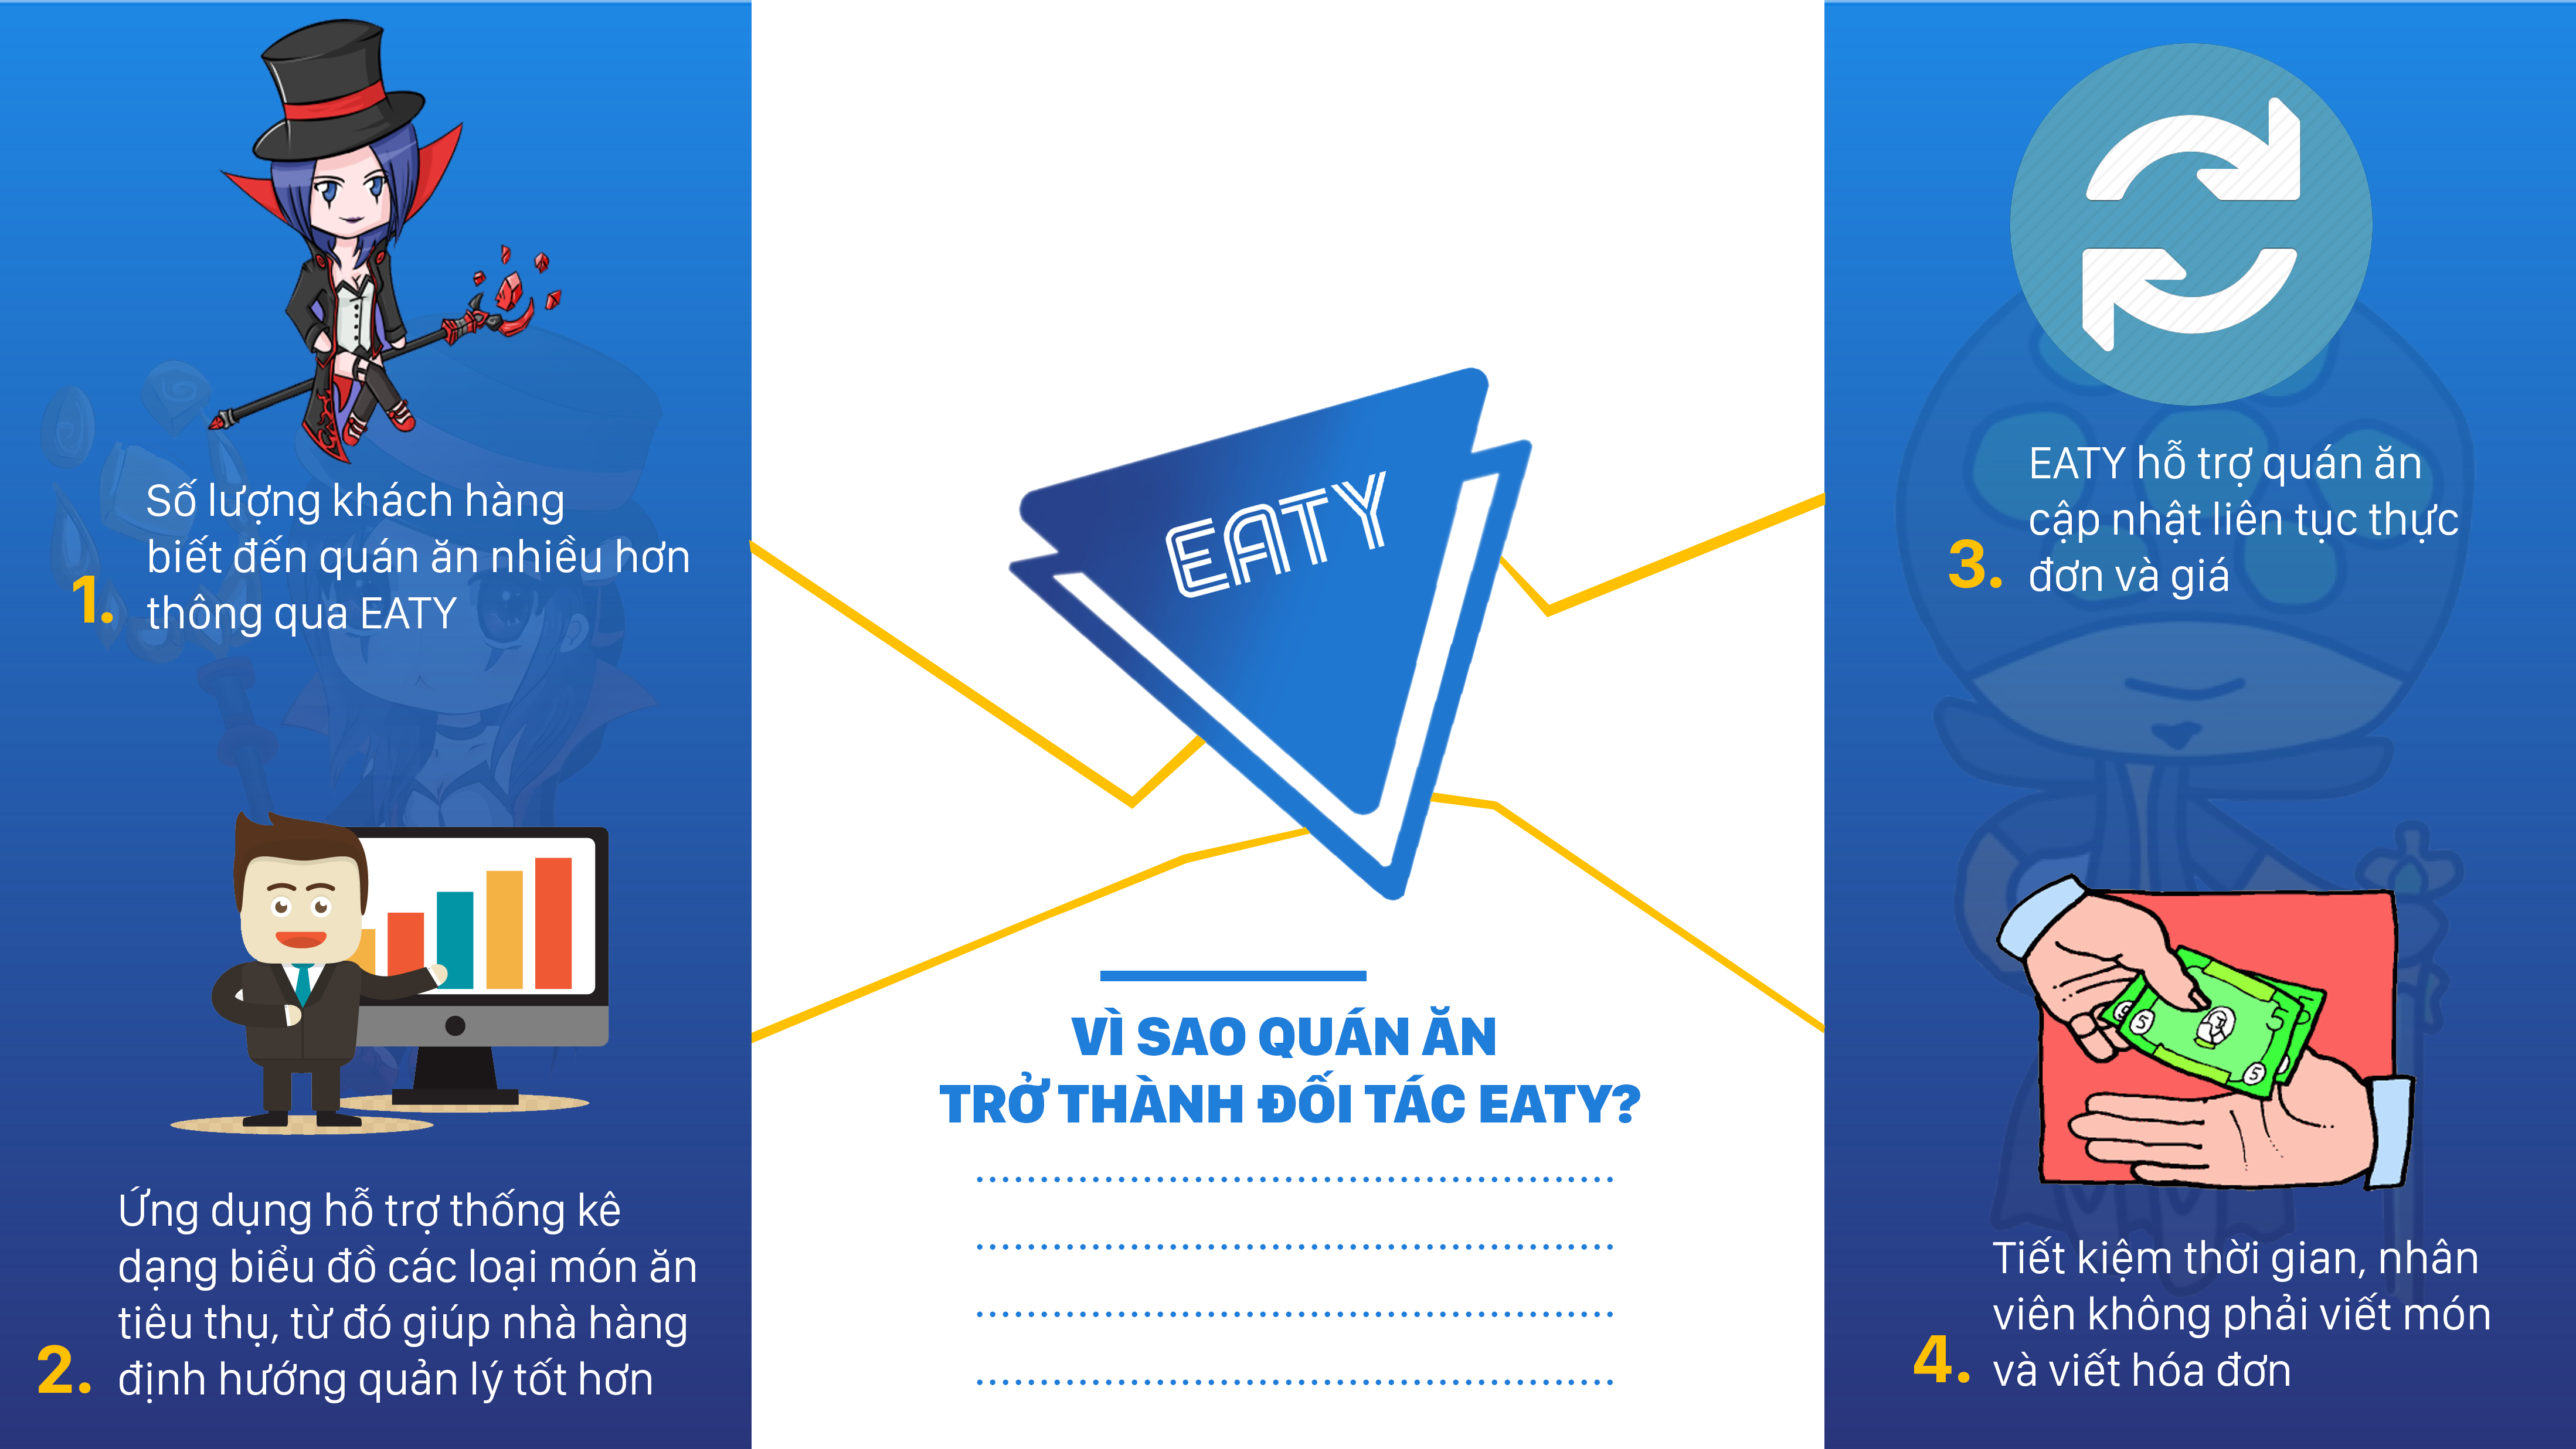 1.
Số lượng khách hàng
biết đến quán ăn nhiều hơn
thông qua EATY
2.
Ứng dụng hỗ trợ thống kê
dạng biểu đồ các loại món ăn
tiêu thụ, từ đó giúp nhà hàng
định hướng quản lý tốt hơn
EATY
VÌ SAO QUÁN ĂN
TRỞ THÀNH ĐỐI TÁC EATY?
3.
EATY hỗ trợ quán ăn
cập nhật liên tục thực
đơn và giá
5
5
5
4.
Tiết kiệm thời gian, nhân
viên không phải viết món
và viết hóa đơn